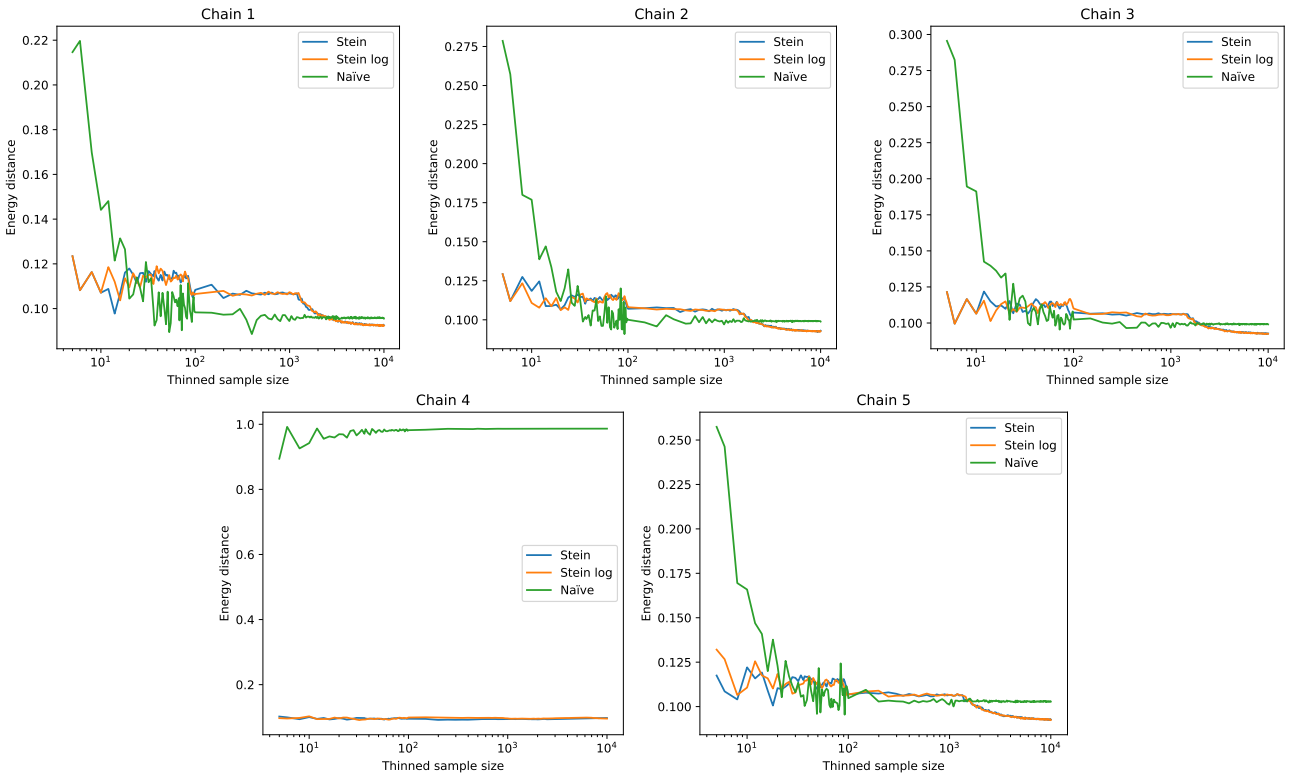 Chain 1
Energy distance
0.22
0.20
0.18
0.16
0.14
0.12
0.10
Stein
Stein log
Naïve
10¹ 10² 10³ 10⁴
Thinned sample size
Chain 2
Energy distance
0.275
0.250
0.225
0.200
0.175
0.150
0.125
0.100
Stein
Stein log
Naïve
10¹ 10² 10³ 10⁴
Thinned sample size
Chain 3
Energy distance
0.300
0.275
0.250
0.225
0.200
0.175
0.150
0.125
0.100
Stein
Stein log
Naïve
10¹ 10² 10³ 10⁴
Thinned sample size
Chain 4
Energy distance
1.0
0.8
0.6
0.4
0.2
Stein
Stein log
Naïve
10¹ 10² 10³ 10⁴
Thinned sample size
Chain 5
Energy distance
0.250
0.225
0.200
0.175
0.150
0.125
0.100
Stein
Stein log
Naïve
10¹ 10² 10³ 10⁴
Thinned sample size